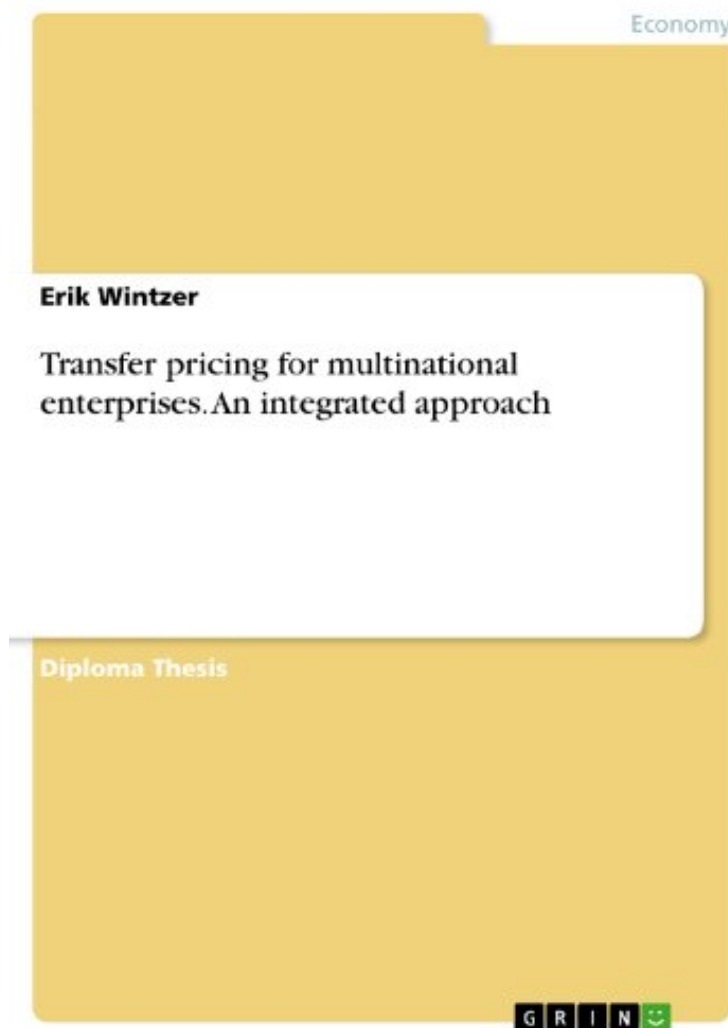 Economy
Erik Wintzer
Transfer pricing for multinational
enterprises. An integrated approach
Diploma Thesis
GRIN